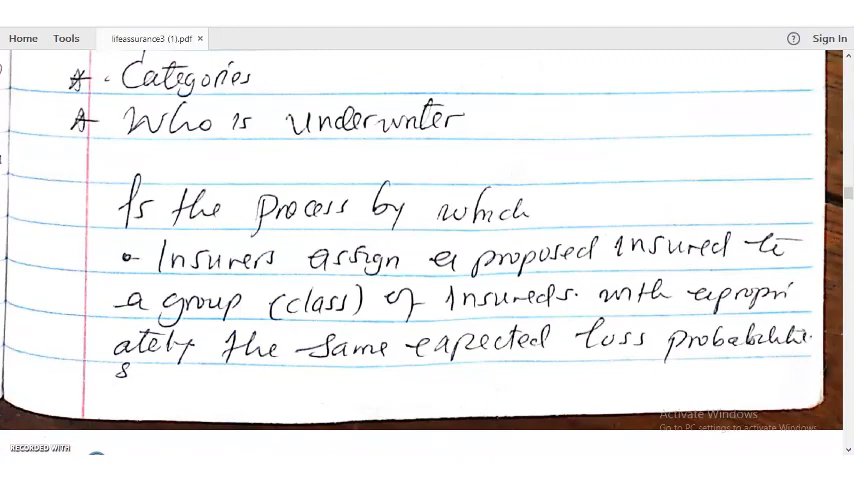 Home Tools lifeassurance3 (1).pdf × ? Sign In
* . Categories
* Who is underwriter
Is the process by which
Insurers assign a proposed insured to
a group (class) of Insureds. with appropri
ately the same expected loss probabilitie.
s
Activate Windows
Go to PC settings to activate Windows.
RECORDED WITH